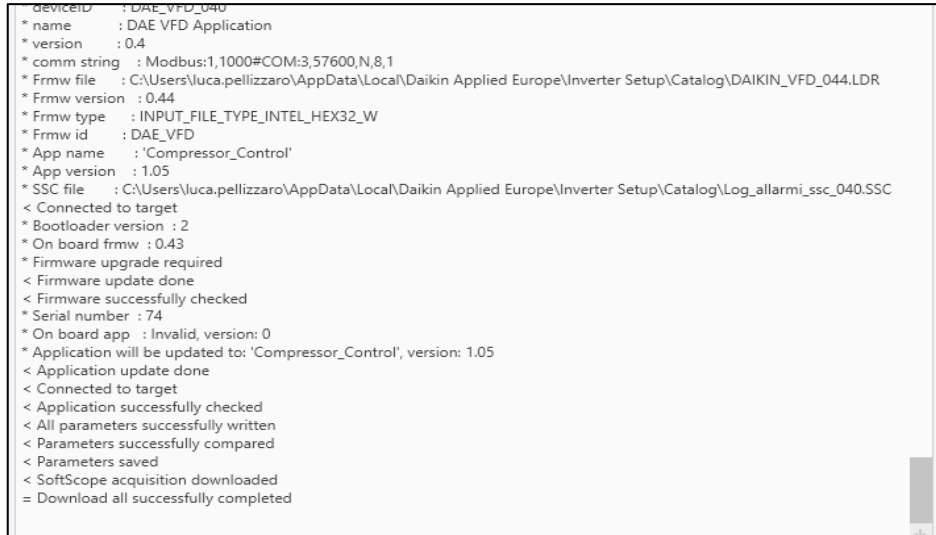 * deviceID : DAE_VFD_040
* name : DAE VFD Application
* version : 0.4
* comm string : Modbus:1,1000#COM:3,57600,N,8,1
* Frmw file : C:\Users\luca.pellizzaro\AppData\Local\Daikin Applied Europe\Inverter Setup\Catalog\DAIKIN_VFD_044.LDR
* Frmw version : 0.44
* Frmw type : INPUT_FILE_TYPE_INTEL_HEX32_W
* Frmw id : DAE_VFD
* App name : 'Compressor_Control'
* App version : 1.05
* SSC file : C:\Users\luca.pellizzaro\AppData\Local\Daikin Applied Europe\Inverter Setup\Catalog\Log_allarmi_ssc_040.SSC
< Connected to target
* Bootloader version : 2
* On board frmw : 0.43
* Firmware upgrade required
< Firmware update done
< Firmware successfully checked
* Serial number : 74
* On board app : Invalid, version: 0
* Application will be updated to: 'Compressor_Control', version: 1.05
< Application update done
< Connected to target
< Application successfully checked
< All parameters successfully written
< Parameters successfully compared
< Parameters saved
< SoftScope acquisition downloaded
= Download all successfully completed